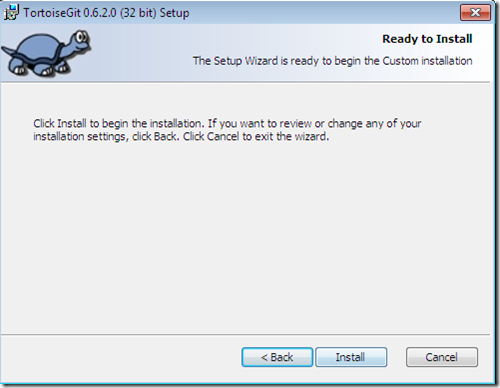 TortoiseGit 0.6.2.0 (32 bit) Setup
Ready to Install
The Setup Wizard is ready to begin the Custom installation
Click Install to begin the installation. If you want to review or change any of your
installation settings, click Back. Click Cancel to exit the wizard.
< Back Install Cancel